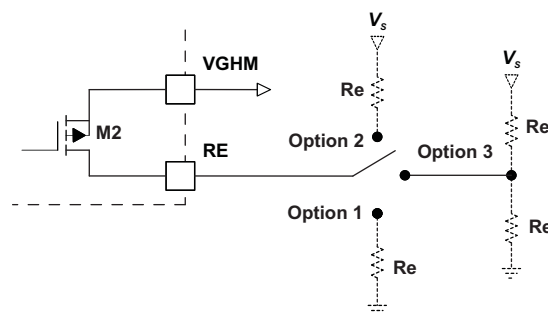 Vs
VGHM
Vs
Re
Re
M2
Option 2
RE
Option 3
Option 1
Re
Re